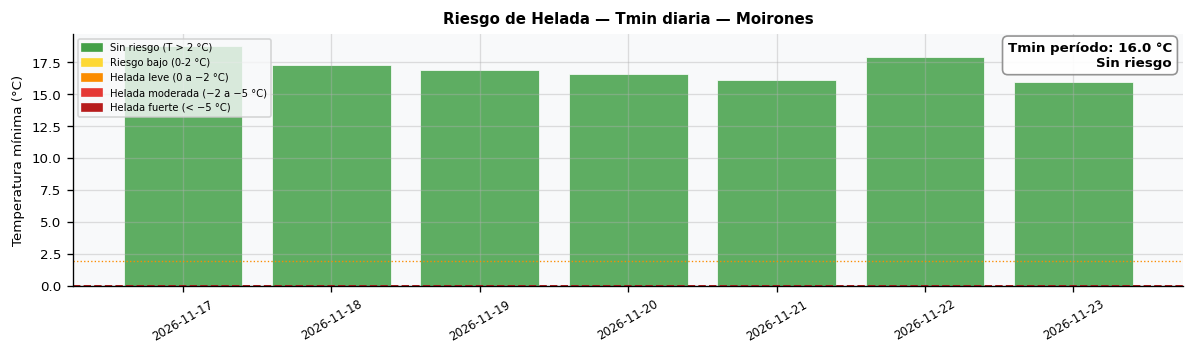 Riesgo de Helada — Tmin diaria — Moirones
Sin riesgo (T > 2 °C)
Riesgo bajo (0-2 °C)
Helada leve (0 a −2 °C)
Helada moderada (−2 a −5 °C)
Helada fuerte (< −5 °C)
Tmin período: 16.0 °C
Sin riesgo
Temperatura mínima (°C)
17.5
15.0
12.5
10.0
7.5
5.0
2.5
0.0
2026-11-17
2026-11-18
2026-11-19
2026-11-20
2026-11-21
2026-11-22
2026-11-23